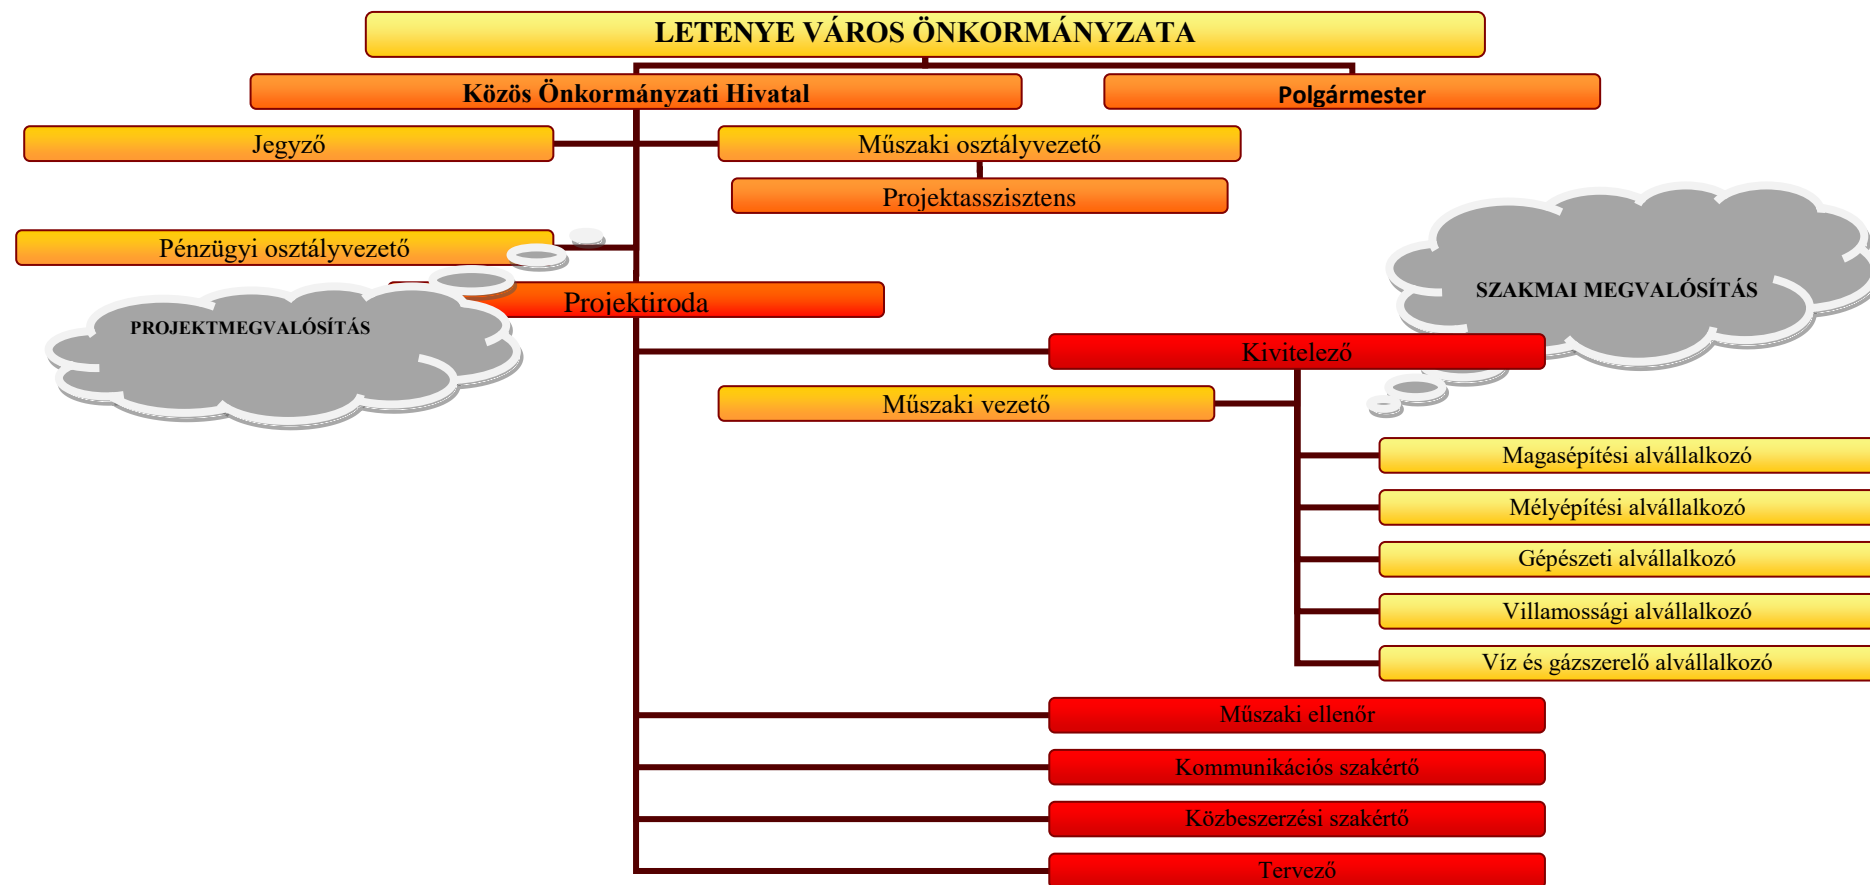 LETENYE VÁROS ÖNKORMÁNYZATA
Közös Önkormányzati Hivatal
Polgármester
Jegyző
Műszaki osztályvezető
Projektasszisztens
Pénzügyi osztályvezető
Projektiroda
PROJEKTMEGVALÓSÍTÁS
SZAKMAI MEGVALÓSÍTÁS
Kivitelező
Műszaki vezető
Magasépítési alvállalkozó
Mélyépítési alvállalkozó
Gépészeti alvállalkozó
Villamossági alvállalkozó
Víz és gázszerelő alvállalkozó
Műszaki ellenőr
Kommunikációs szakértő
Közbeszerzési szakértő
Tervező